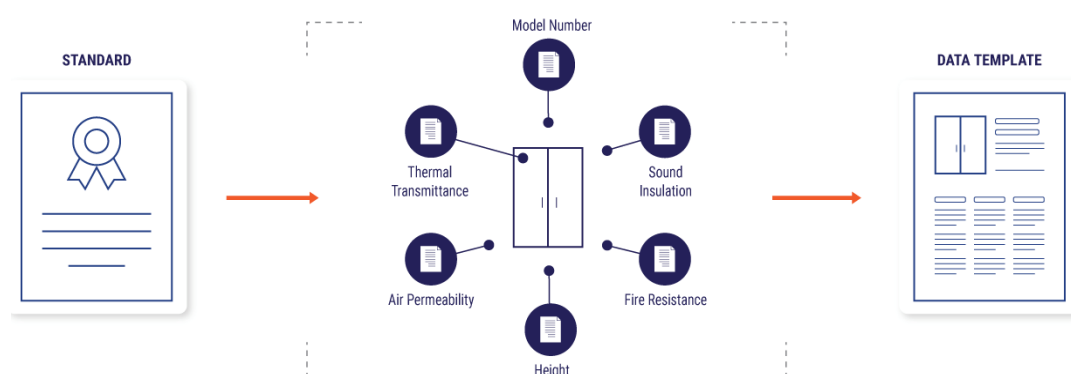 Model Number
STANDARD
DATA TEMPLATE
Thermal
Transmittance
Sound
Insulation
Air Permeability
Fire Resistance
Height